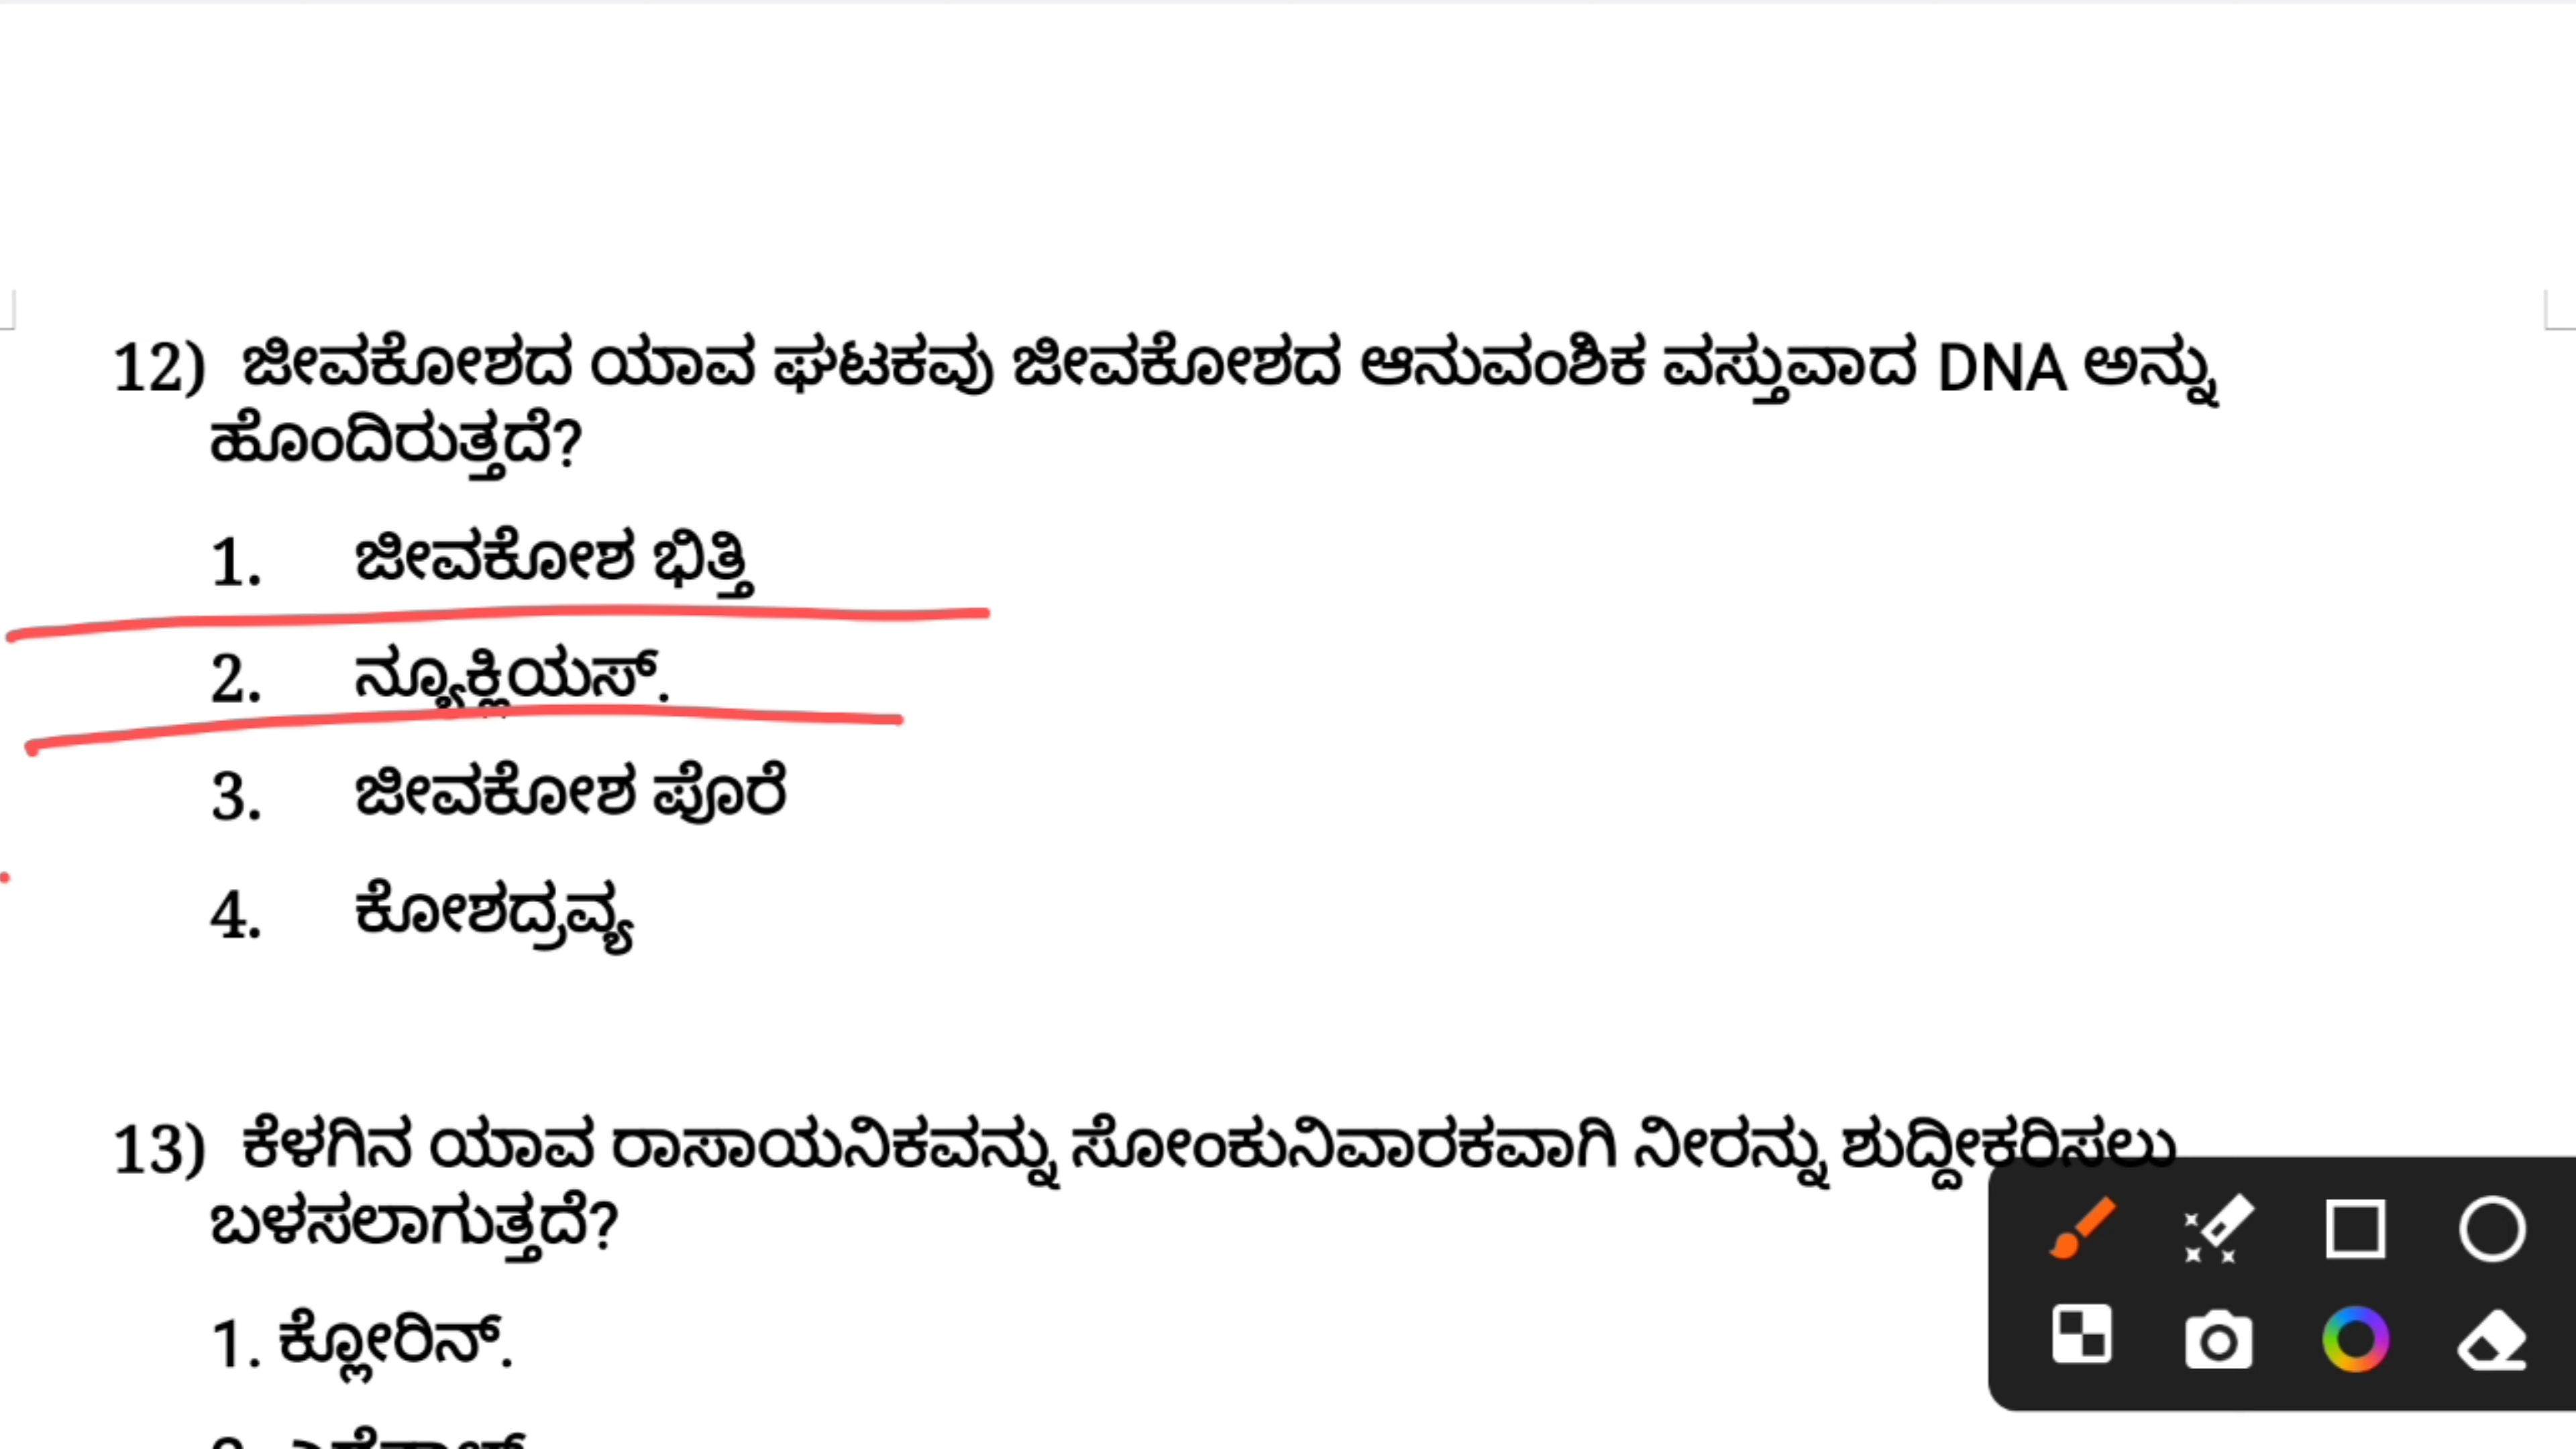 12) ಜೀವಕೋಶದ ಯಾವ ಘಟಕವು ಜೀವಕೋಶದ ಆನುವಂಶಿಕ ವಸ್ತುವಾದ DNA ಅನ್ನು
ಹೊಂದಿರುತ್ತದೆ?
1. ಜೀವಕೋಶ ಭಿತ್ತಿ
2. ನ್ಯೂಕ್ಲಿಯಸ್.
3. ಜೀವಕೋಶ ಪೊರೆ
4. ಕೋಶದ್ರವ್ಯ
13) ಕೆಳಗಿನ ಯಾವ ರಾಸಾಯನಿಕವನ್ನು ಸೋಂಕುನಿವಾರಕವಾಗಿ ನೀರನ್ನು ಶುದ್ದೀಕರಿಸಲು
ಬಳಸಲಾಗುತ್ತದೆ?
1. ಕ್ಲೋರಿನ್.